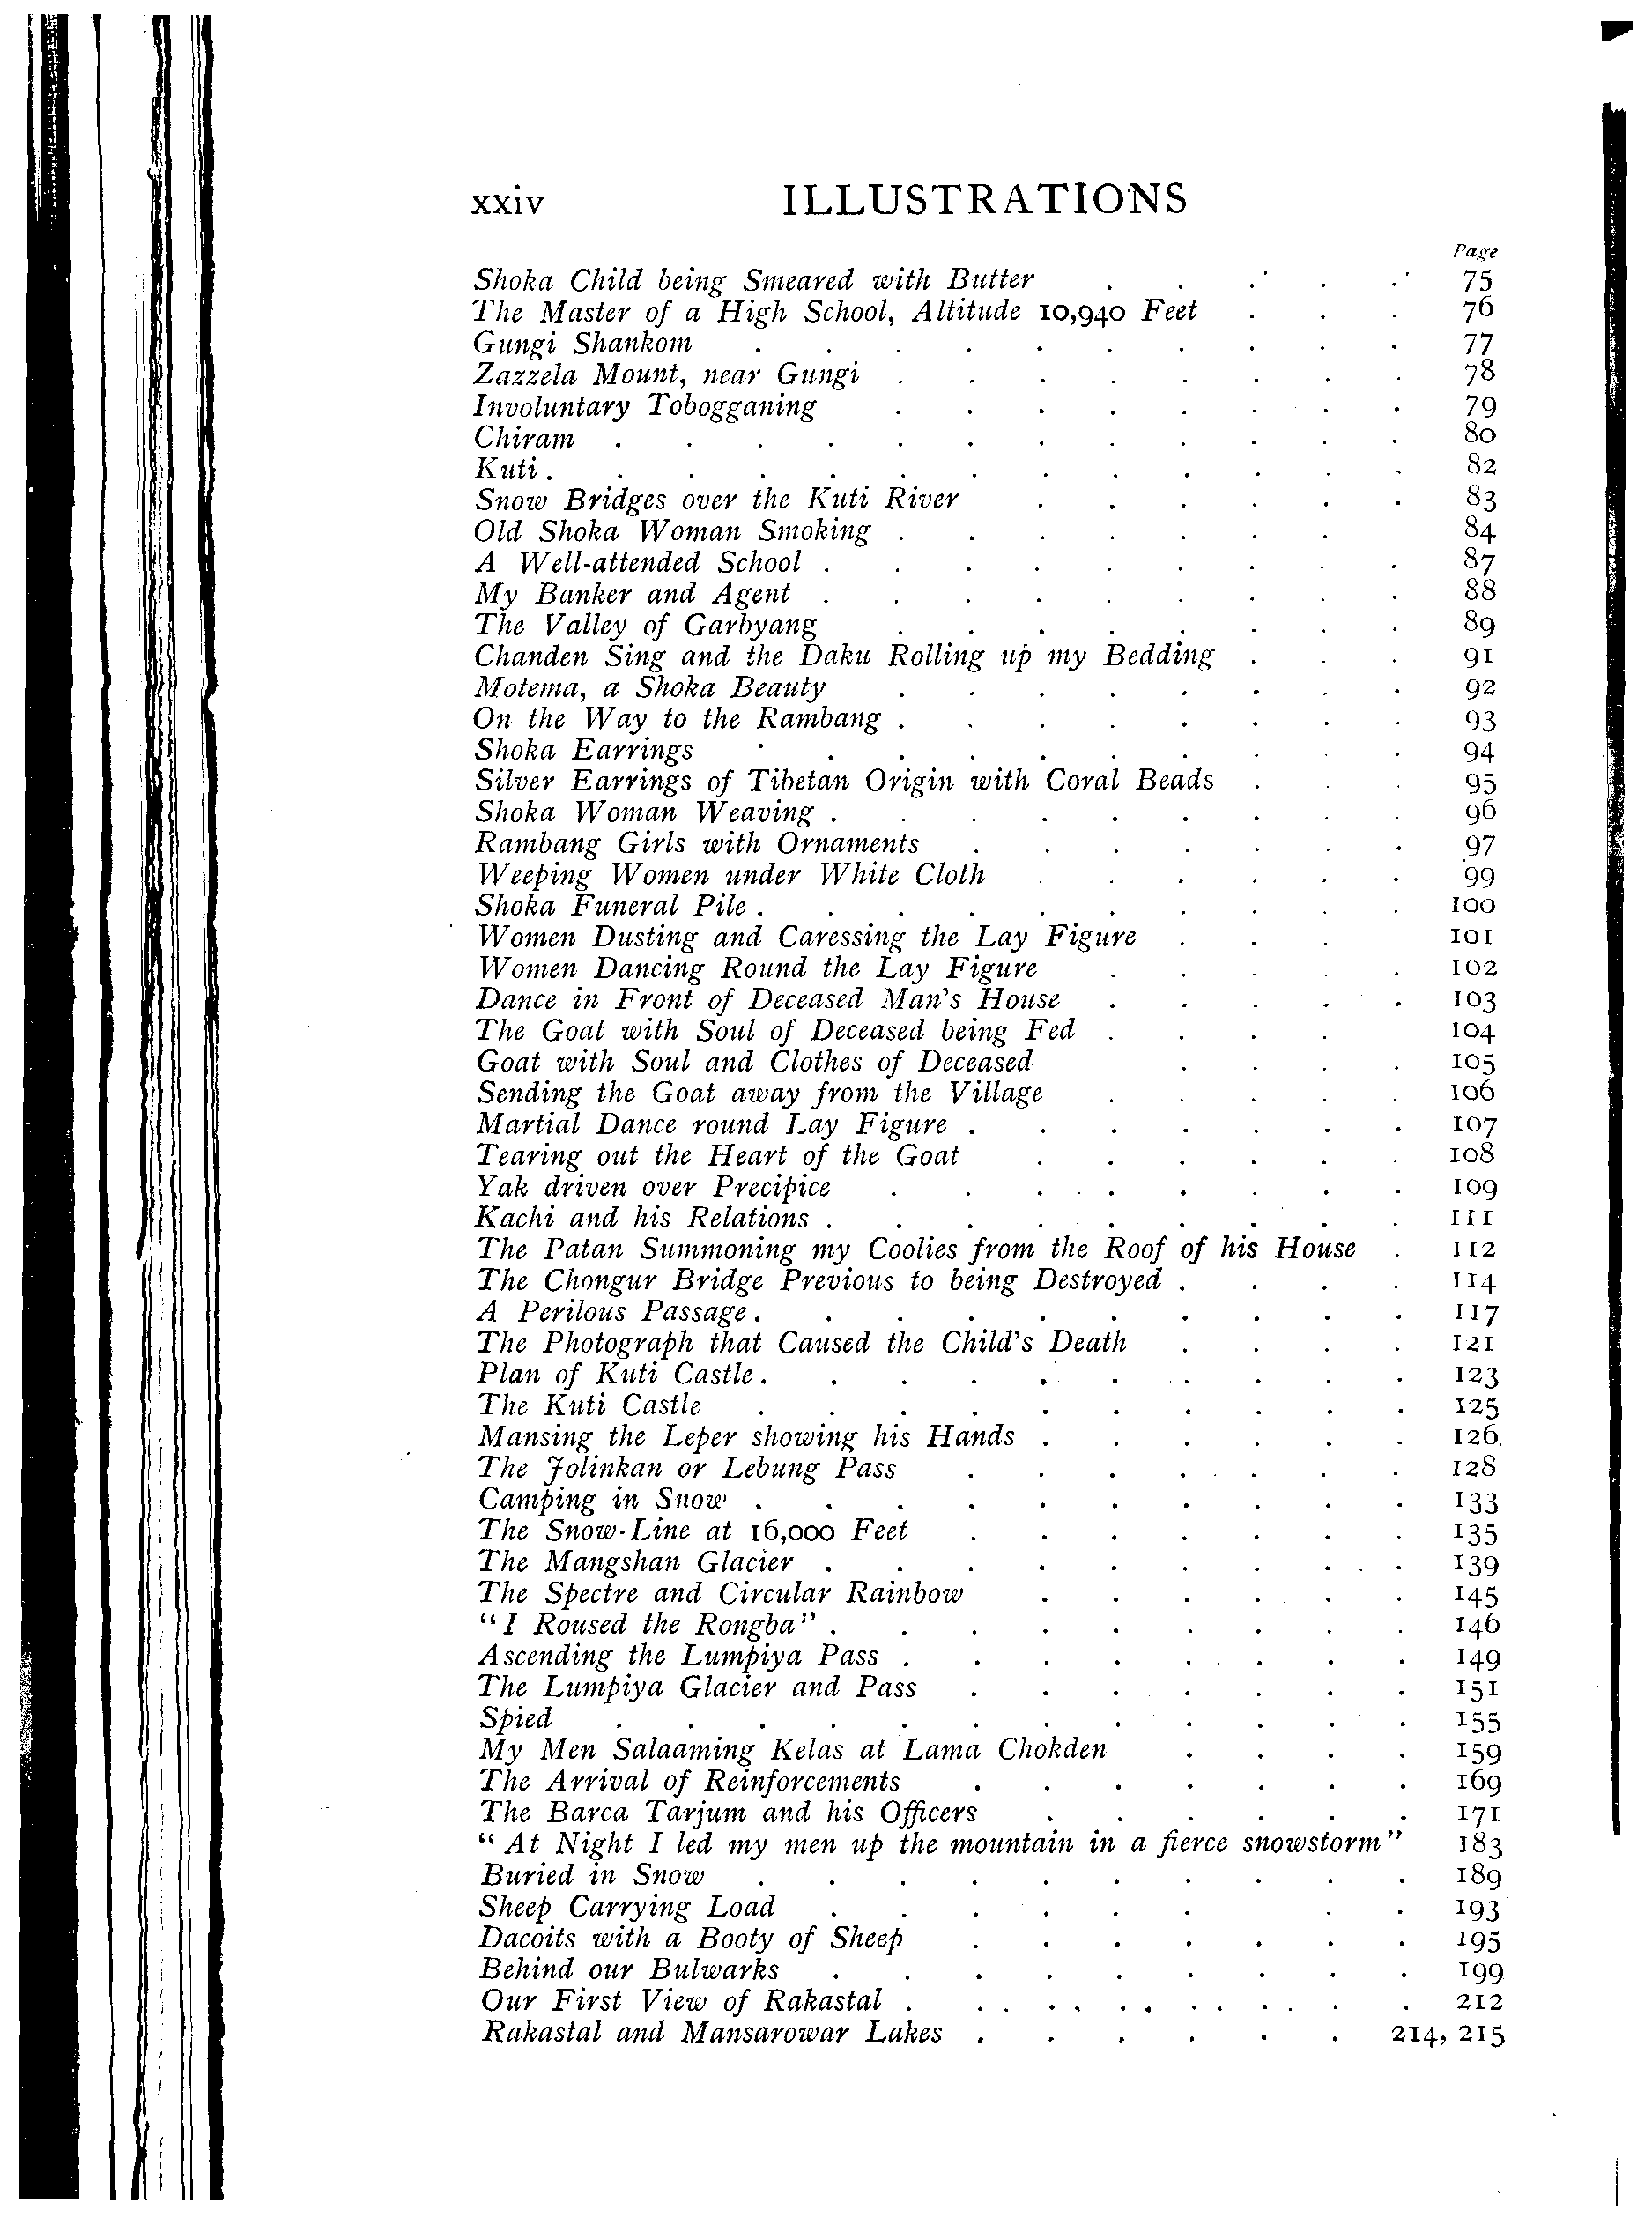 xxiv ILLUSTRATIONS
Page
Shoka Child being Smeared with Butter . . . . . 75
The Master of a High School, Altitude 10,940 Feet . . . 76
Gungi Shankom . . . . . . . . . . 77
Zazzela Mount, near Gungi . . . . . . . . 78
Involuntary Tobogganing . . . . . . . . 79
Chiram . . . . . . . . . . . . 80
Kuti . . . . . . . . . . . . . 82
Snow Bridges over the Kuti River . . . . . . 83
Old Shoka Woman Smoking . . . . . . . 84
A Well-attended School . . . . . . . . . 87
My Banker and Agent . . . . . . . . . 88
The Valley of Garbyang . . . . . . . . 89
Chanden Sing and the Daku Rolling up my Bedding . . . 91
Motema, a Shoka Beauty . . . . . . . . 92
On the Way to the Rambang . . . . . . . . 93
Shoka Earrings . . . . . . . . . . 94
Silver Earrings of Tibetan Origin with Coral Beads . . . 95
Shoka Woman Weaving . . . . . . . . . 96
Rambang Girls with Ornaments . . . . . . . 97
Weeping Women under White Cloth . . . . . . 99
Shoka Funeral Pile . . . . . . . . . . 100
Women Dusting and Caressing the Lay Figure . . . 101
Women Dancing Round the Lay Figure . . . . . 102
Dance in Front of Deceased Man's House . . . . . 103
The Goat with Soul of Deceased being Fed . . . . 104
Goat with Soul and Clothes of Deceased . . . . 105
Sending the Goat away from the Village . . . . . 106
Martial Dance round Lay Figure . . . . . . . 107
Tearing out the Heart of the Goat . . . . . . 108
Yak driven over Precipice . . . . . . . . 109
Kachi and his Relations . . . . . . . . . 111
The Patan Summoning my Coolies from the Roof of his House . 112
The Chongur Bridge Previous to being Destroyed . . . . 114
A Perilous Passage . . . . . . . . . . 117
The Photograph that Caused the Child's Death . . . . 121
Plan of Kuti Castle . . . . . . . . . . 123
The Kuti Castle . . . . . . . . . . 125
Mansing the Leper showing his Hands . . . . . . 126
The Jolinkan or Lebung Pass . . . . . . . 128
Camping in Snow . . . . . . . . . . 133
The Snow-Line at 16,000 Feet . . . . . . . 135
The Mangshan Glacier . . . . . . . . . 139
The Spectre and Circular Rainbow . . . . . . 145
"I Roused the Rongba" . . . . . . . . . 146
Ascending the Lumpiya Pass . . . . . . . . 149
The Lumpiya Glacier and Pass . . . . . . . 151
Spied . . . . . . . . . . . . 155
My Men Salaaming Kelas at Lama Chokden . . . . 159
The Arrival of Reinforcements . . . . . . . 169
The Barca Tarjum and his Officers . . . . . . 171
"At Night I led my men up the mountain in a fierce snowstorm" 183
Buried in Snow . . . . . . . . . . 189
Sheep Carrying Load . . . . . . . . 193
Dacoits with a Booty of Sheep . . . . . . . 195
Behind our Bulwarks . . . . . . . . . 199
Our First View of Rakastal . . . . . . . . 212
Rakastal and Mansarowar Lakes . . . . . . 214, 215